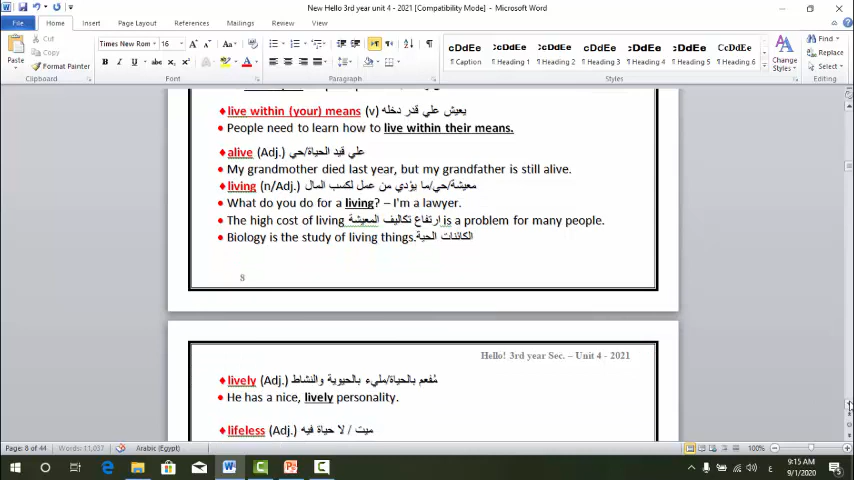 New Hello 3rd year unit 4 - 2021 [Compatibility Mode] - Microsoft Word
File Home Insert Page Layout References Mailings Review View
Paste
Cut
Copy
Format Painter
Clipboard
Times New Rom 16
Font
Paragraph
cDdEe cDdEe cDdEe cDdEe cDdEe cDdEe CcDdEe
¶ Caption ¶ Heading 1 ¶ Heading 2 ¶ Heading 3 ¶ Heading 4 ¶ Heading 5 ¶ Heading 6
Styles
Change Styles
Find
Replace
Select
Editing
♦live within (your) means (v) يعيش علي قدر دخله
People need to learn how to live within their means.
♦alive (Adj.) علي قيد الحياة/حي
My grandmother died last year, but my grandfather is still alive.
♦living (n/Adj.) معيشة/حي/ما يؤدي من عمل لكسب المال
What do you do for a living? – I'm a lawyer.
The high cost of living ارتفاع تكاليف المعيشة is a problem for many people.
Biology is the study of living things.الكائنات الحية
8
Hello! 3rd year Sec. – Unit 4 - 2021
♦lively (Adj.) مُفعم بالحياة/مليء بالحيوية والنشاط
He has a nice, lively personality.
♦lifeless (Adj.) ميت / لا حياة فيه
Page: 8 of 44 Words: 11,037 Arabic (Egypt) 100%
9:15 AM
9/1/2020